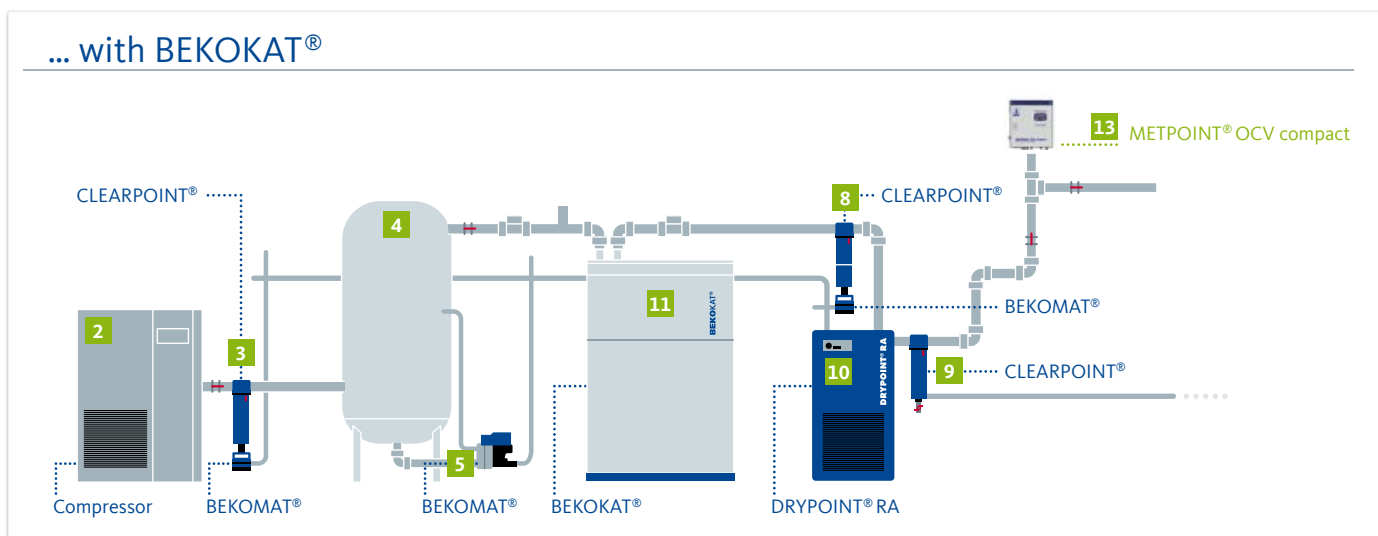 ... with BEKOKAT®
13 METPOINT® OCV compact
CLEARPOINT®
8 CLEARPOINT®
4
11 BEKOKAT®
BEKOMAT®
2
3
10 DRYPOINT® RA
9 CLEARPOINT®
5
Compressor
BEKOMAT®
BEKOMAT®
BEKOKAT®
DRYPOINT® RA